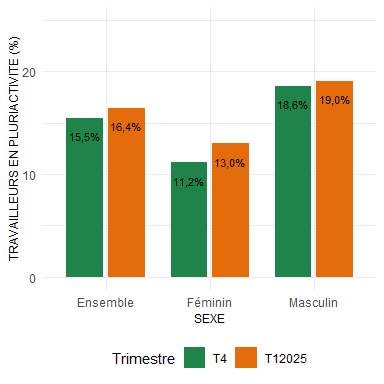 TRAVAILLEURS EN PLURIACTIVITE (%)
20
10
0
15,5%
16,4%
11,2%
13,0%
18,6%
19,0%
Ensemble
Féminin
Masculin
SEXE
Trimestre
T4
T12025